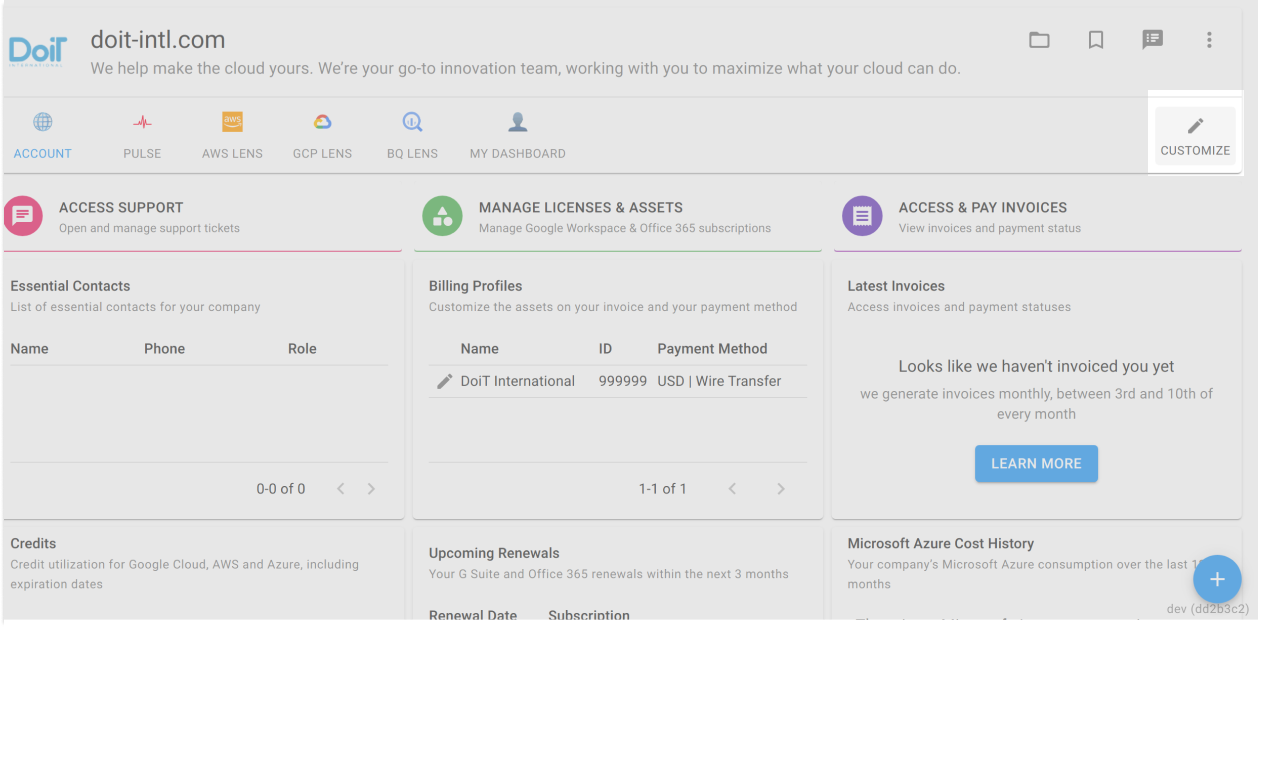 DoiT
INTERNATIONAL
doit-intl.com
We help make the cloud yours. We're your go-to innovation team, working with you to maximize what your cloud can do.
ACCOUNT
PULSE
aws
AWS LENS
GCP LENS
BQ LENS
MY DASHBOARD
CUSTOMIZE
ACCESS SUPPORT
Open and manage support tickets
MANAGE LICENSES & ASSETS
Manage Google Workspace & Office 365 subscriptions
ACCESS & PAY INVOICES
View invoices and payment status
Essential Contacts
List of essential contacts for your company
Name Phone Role
0-0 of 0
Billing Profiles
Customize the assets on your invoice and your payment method
Name ID Payment Method
DoiT International 999999 USD | Wire Transfer
1-1 of 1
Latest Invoices
Access invoices and payment statuses
Looks like we haven't invoiced you yet
we generate invoices monthly, between 3rd and 10th of
every month
LEARN MORE
Credits
Credit utilization for Google Cloud, AWS and Azure, including
expiration dates
Upcoming Renewals
Your G Suite and Office 365 renewals within the next 3 months
Renewal Date Subscription
Microsoft Azure Cost History
Your company's Microsoft Azure consumption over the last
months
dev (dd2b3c2)